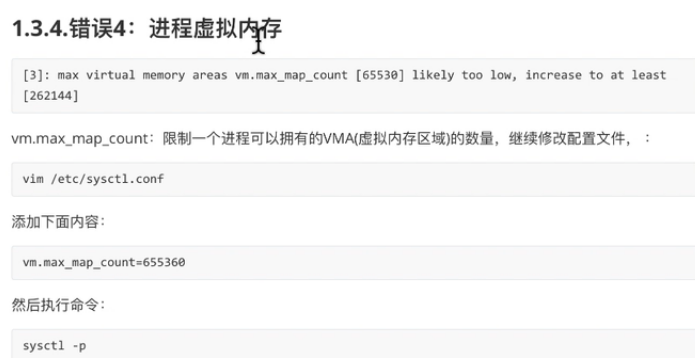 1.3.4.错误4：进程虚拟内存
[3]: max virtual memory areas vm.max_map_count [65530] likely too low, increase to at least
[262144]
vm.max_map_count：限制一个进程可以拥有的VMA(虚拟内存区域)的数量，继续修改配置文件， ：
vim /etc/sysctl.conf
添加下面内容：
vm.max_map_count=655360
然后执行命令：
sysctl -p